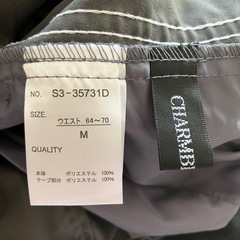 NO. S3-35731D
SIZE.
ウエスト 64〜70
M
QUALITY
本体 ポリエステル 100%
テープ部分 ポリエステル 100%